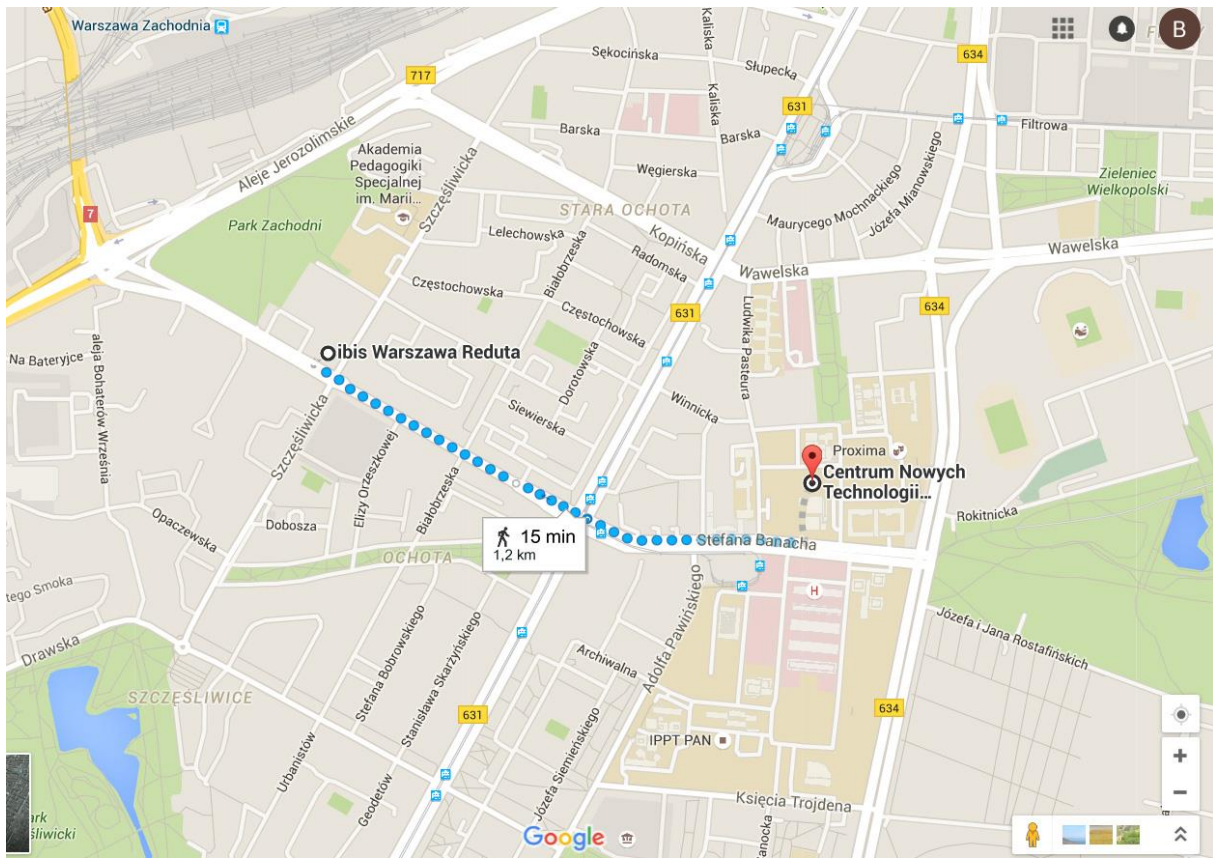 Warszawa Zachodnia
B
717
634
631
7
Sękocińska
Słupecka
Kaliska
Kaliska
Barska
Barska
Filtrowa
Węgierska
Aleje Jerozolimskie
Akademia
Pedagogiki
Specjalnej
im. Marii...
Szczęśliwicka
Park Zachodni
STARA OCHOTA
Lelechowska
Kopińska
Radomska
Białobrzeska
Maurycego Mochnackiego
Józefa Mianowskiego
Zieleniec
Wielkopolski
Wawelska
Wawelska
Częstochowska
Częstochowska
631
634
Ludwika Pasteura
Na Bateryjce
aleja Bohaterów Września
ibis Warszawa Reduta
Dorotowska
Siewierska
Winnicka
Szczęśliwicka
Elizy Orzeszkowej
Białobrzeska
Proxima
Centrum Nowych
Technologii...
Opaczewska
Dobosza
15 min
1,2 km
OCHOTA
Stefana Banacha
Rokitnicka
H
tego Smoka
Drawska
Adolfa Pawińskiego
Józefa i Jana Rostafińskich
Archiwalna
SZCZĘŚLIWICE
Stefana Bobrowskiego
Stanisława Skarżyńskiego
631
634
IPPT PAN
Urbanistów
Geodetów
Józefa Siemieńskiego
Księcia Trojdena
Google